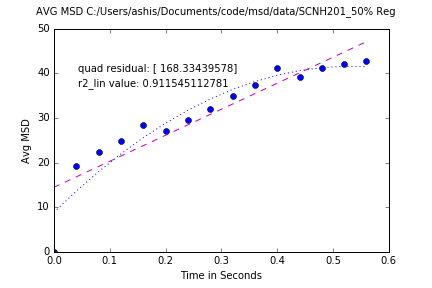 AVG MSD C:/Users/ashis/Documents/code/msd/data/SCNH201_50% Reg
50
40
30
20
10
0
Avg MSD
quad residual: [ 168.33439578]
r2_lin value: 0.911545112781
0.0 0.1 0.2 0.3 0.4 0.5 0.6
Time in Seconds